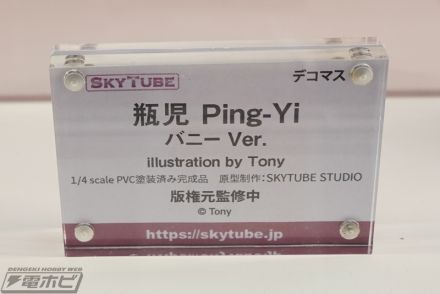 SKYTUBE
デコマス
瓶児 Ping-Yi
バニー Ver.
illustration by Tony
1/4 scale PVC塗装済み完成品　原型制作：SKYTUBE STUDIO
版権元監修中
© Tony
https://skytube.jp
DENGEKI HOBBY WEB
電ホビ